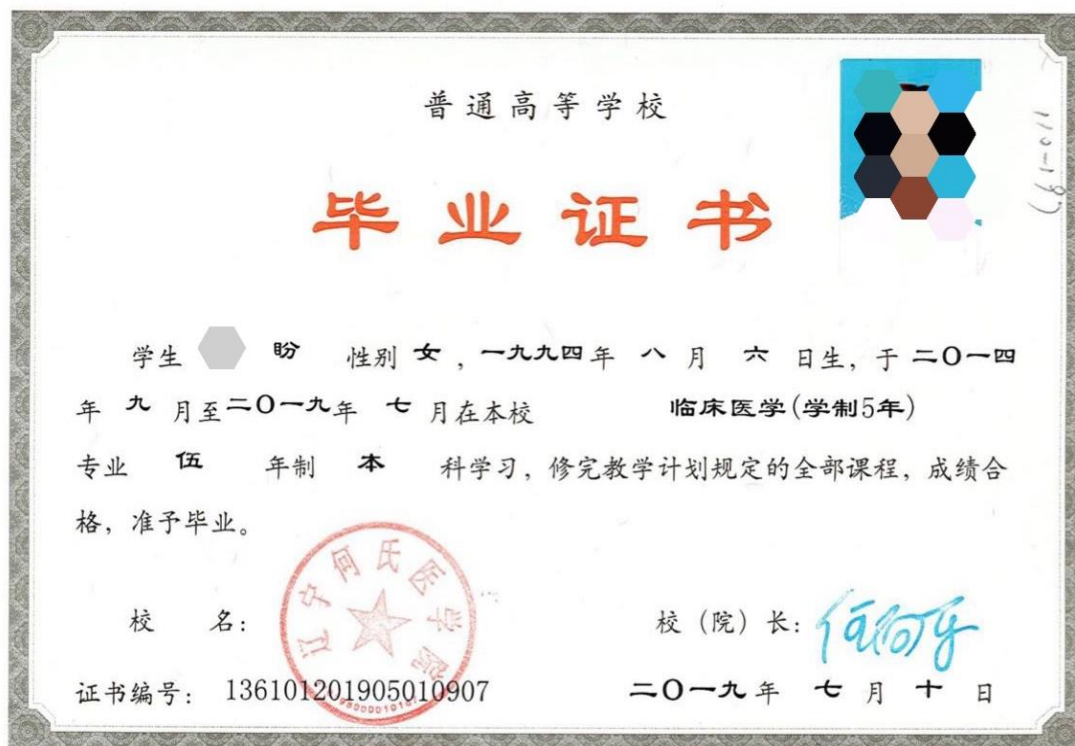 普通高等学校
毕业证书
学生 盼 性别 女 ，一九九四年 八 月 六 日生，于 二〇一四
年 九 月至二〇一九年 七 月在本校 临床医学(学制5年)
专业 伍 年制 本 科学习，修完教学计划规定的全部课程，成绩合
格，准予毕业。
辽宁何氏医学院
校 名： 校（院）长：
证书编号： 136101201905010907 二〇一九年 七 月 十 日